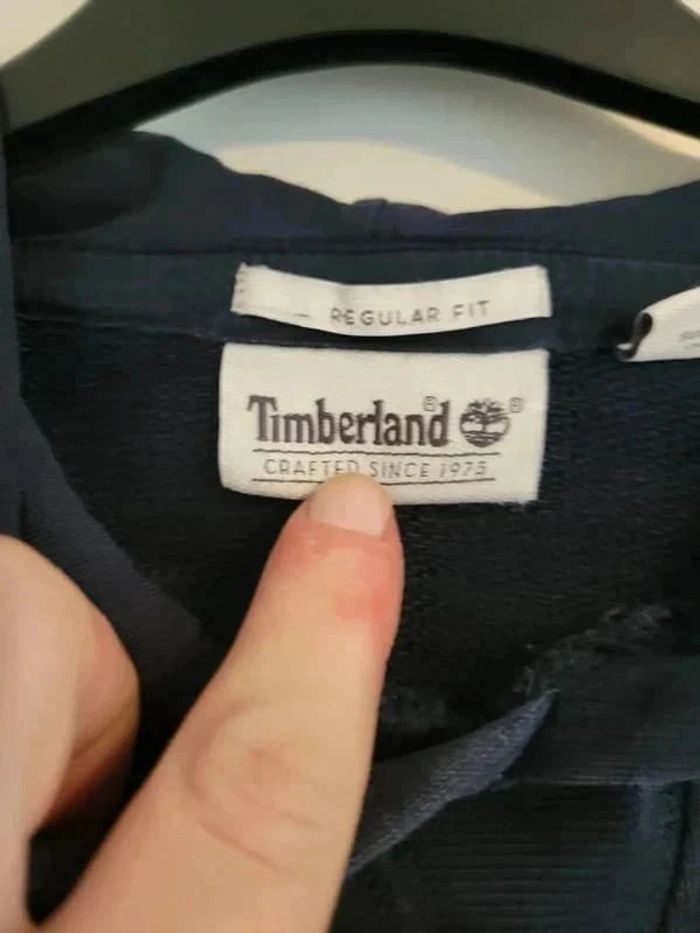 REGULAR FIT
Timberland® ®
CRAFTED SINCE 1973